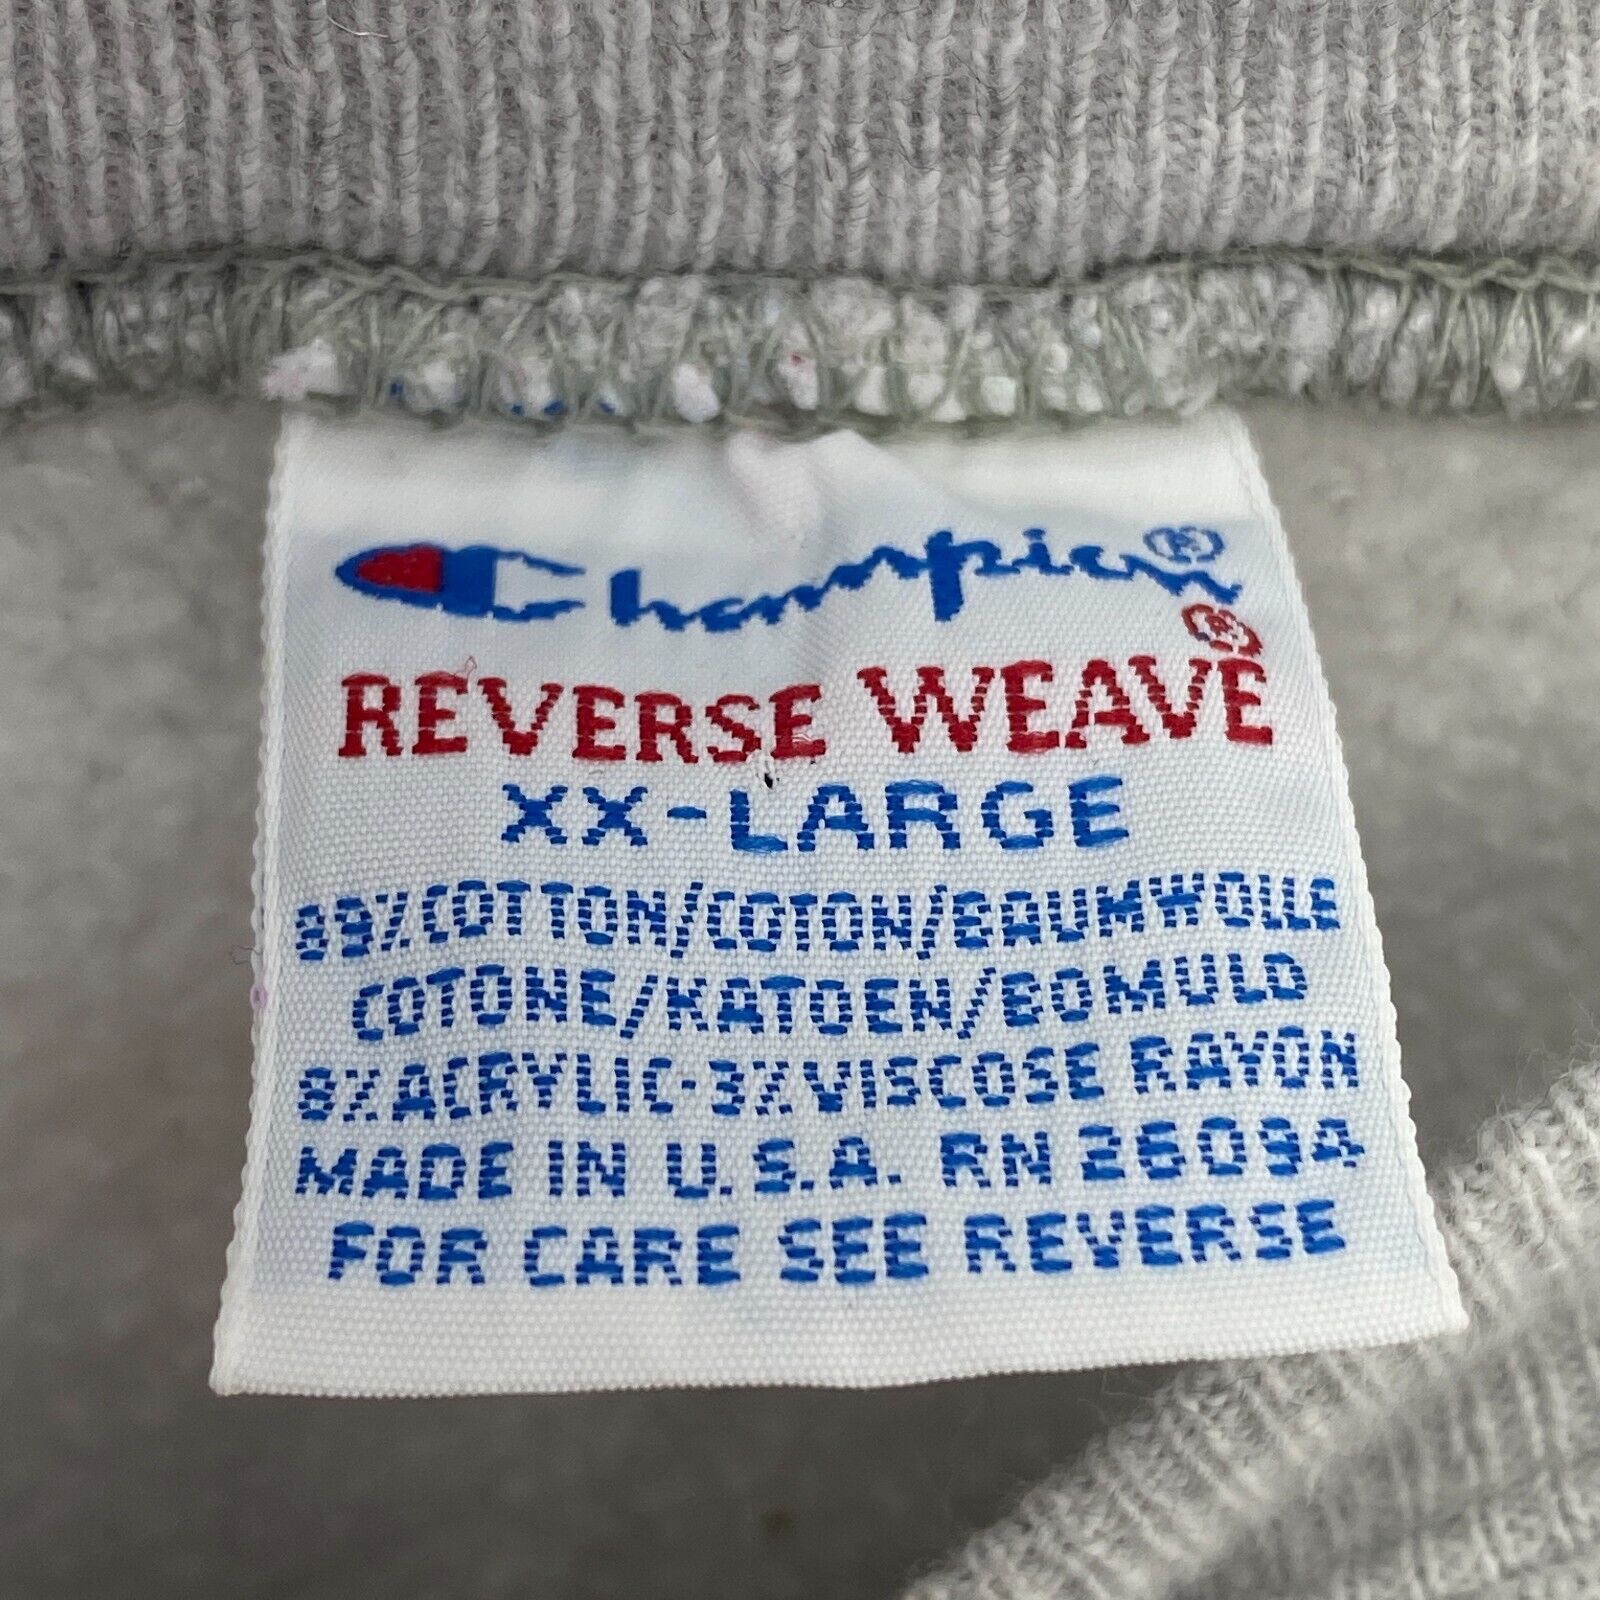 Champion®
REVERSE WEAVE®
XX-LARGE
89%COTTON/COTON/BAUMWOLLE
COTONE/KATOEN/BOMULD
8%ACRYLIC-3%VISCOSE RAYON
MADE IN U.S.A. RN 26094
FOR CARE SEE REVERSE